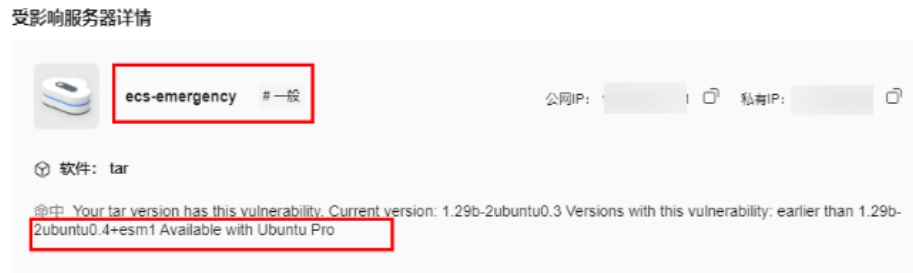 受影响服务器详情
ecs-emergency #一般 公网IP: 私有IP:
软件: tar
命中 Your tar version has this vulnerability. Current version: 1.29b-2ubuntu0.3 Versions with this vulnerability: earlier than 1.29b-
2ubuntu0.4+esm1 Available with Ubuntu Pro